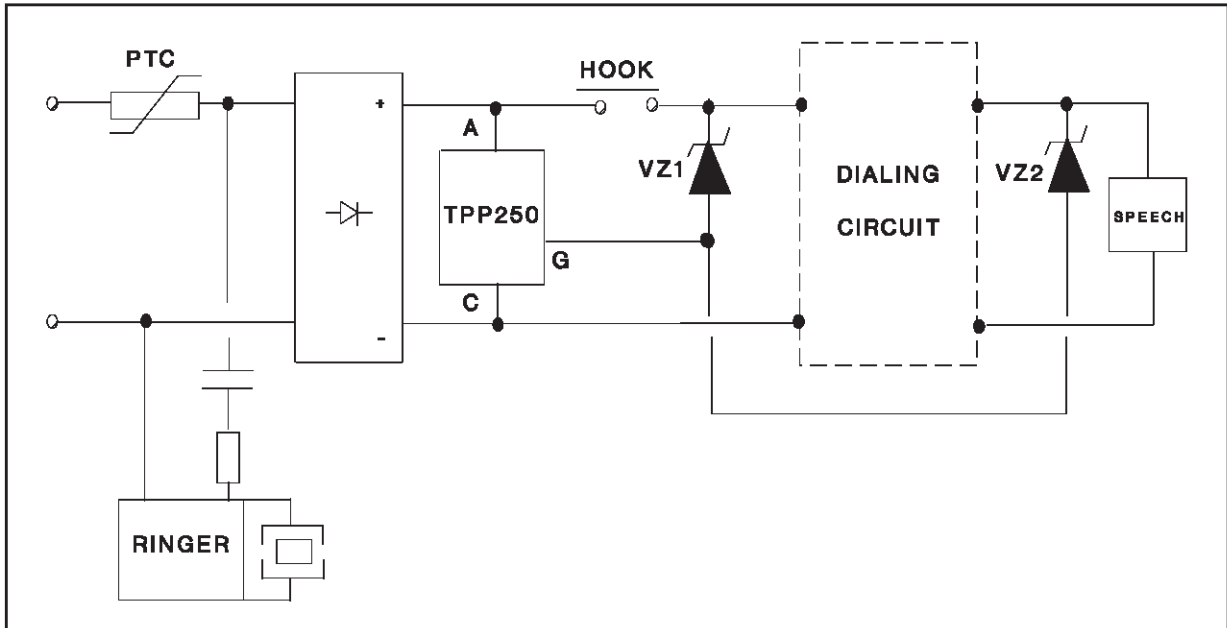 PTC
HOOK
+
A
VZ1
VZ2
DIALING
CIRCUIT
TPP250
SPEECH
G
C
-
RINGER